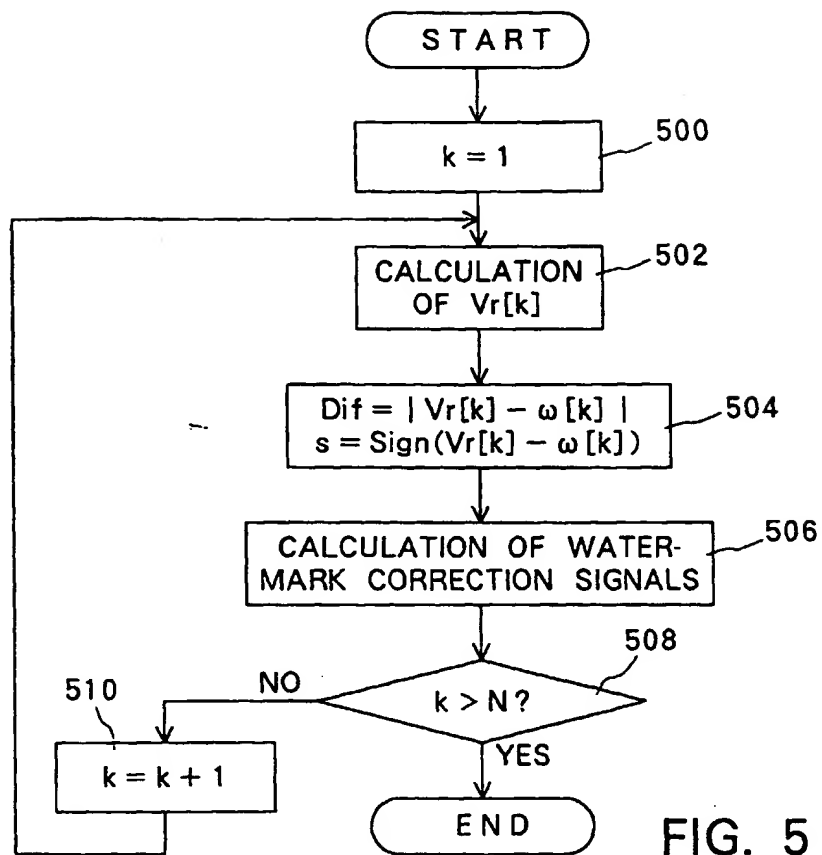 START
k = 1
500
CALCULATION
OF Vr[k]
502
Dif = | Vr[k] − ω[k] |
s = Sign(Vr[k] − ω[k])
504
CALCULATION OF WATER-
MARK CORRECTION SIGNALS
506
k > N?
508
NO
YES
510
k = k + 1
END
FIG. 5